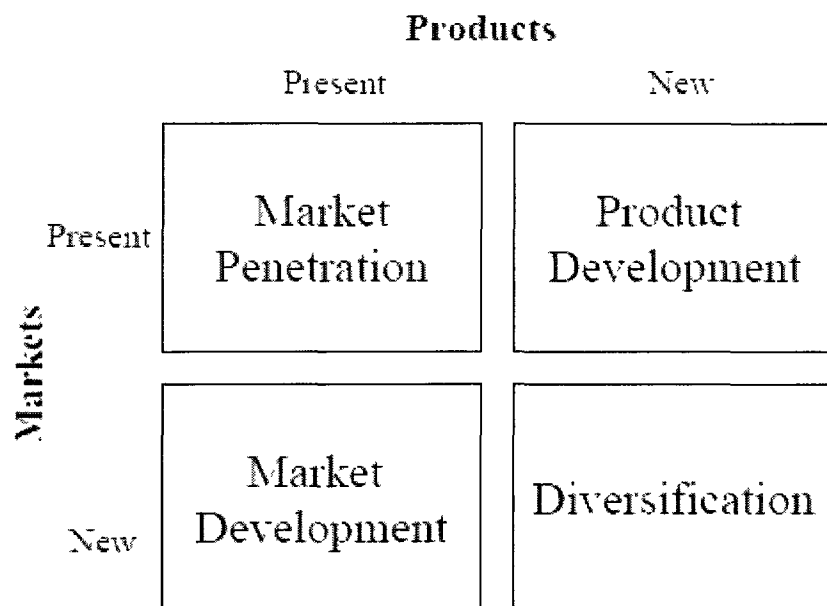 Products
Present New
Present
Market
Penetration
Product
Development
Markets
New
Market
Development
Diversification